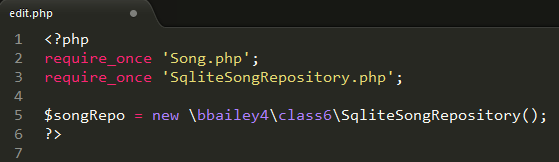 edit.php
1 <?php
2 require_once 'Song.php';
3 require_once 'SqliteSongRepository.php';
4
5 $songRepo = new \bbailey4\class6\SqliteSongRepository();
6 ?>
7